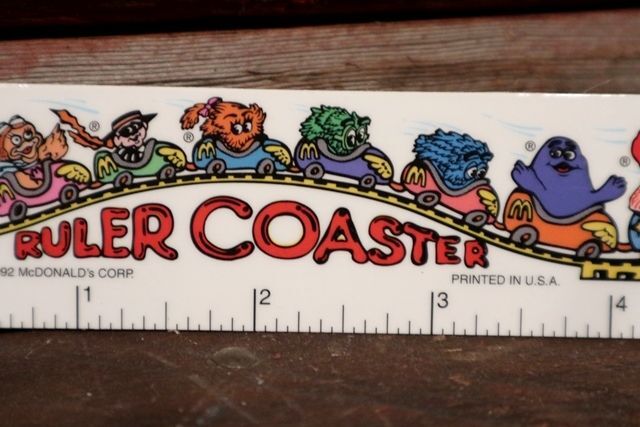 RULER COASTER
92 McDONALD's CORP.
PRINTED IN U.S.A.
1 2 3 4